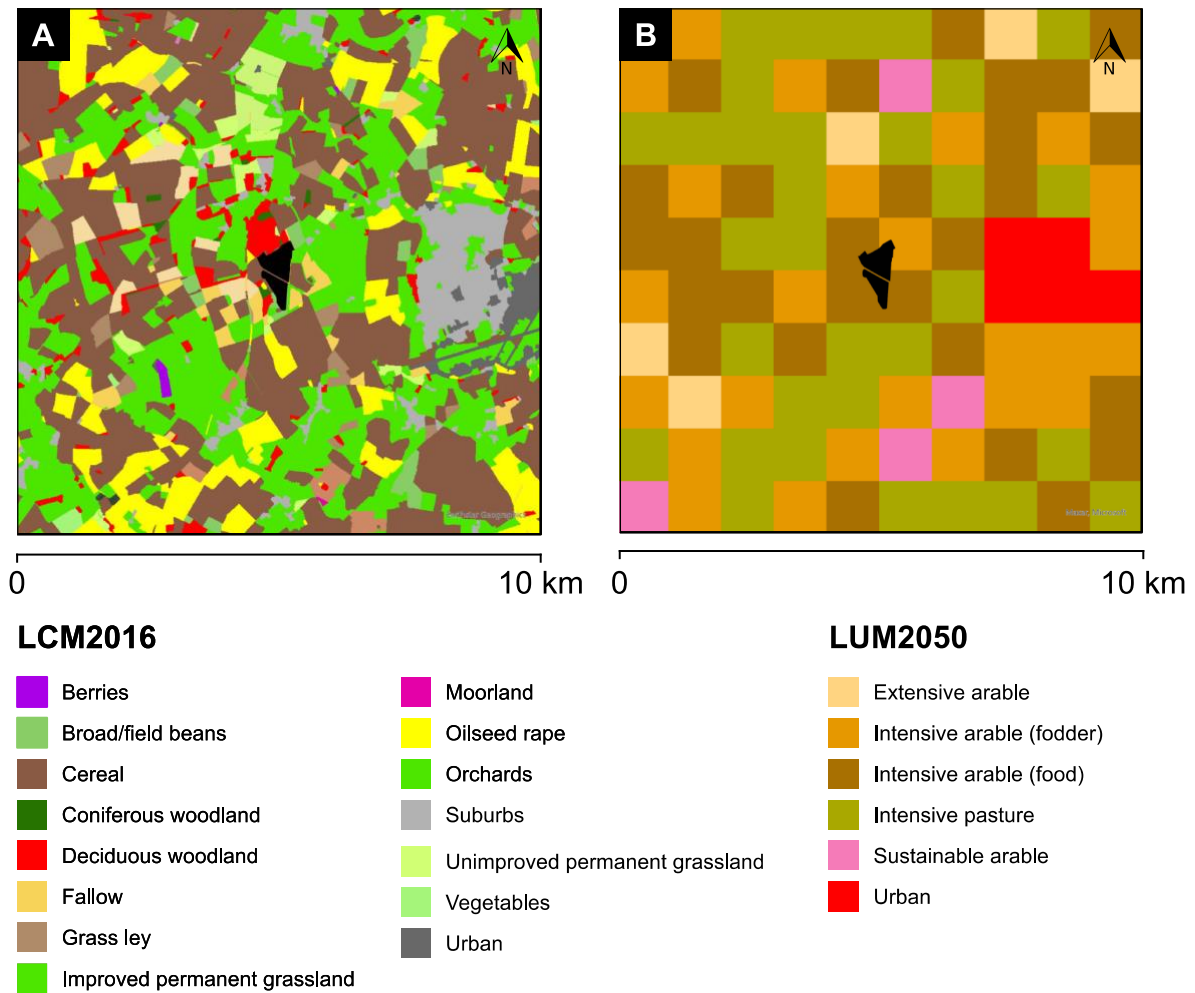 A
N
B
N
0
10 km
0
10 km
LCM2016
Berries
Broad/field beans
Cereal
Coniferous woodland
Deciduous woodland
Fallow
Grass ley
Improved permanent grassland
Moorland
Oilseed rape
Orchards
Suburbs
Unimproved permanent grassland
Vegetables
Urban
LUM2050
Extensive arable
Intensive arable (fodder)
Intensive arable (food)
Intensive pasture
Sustainable arable
Urban